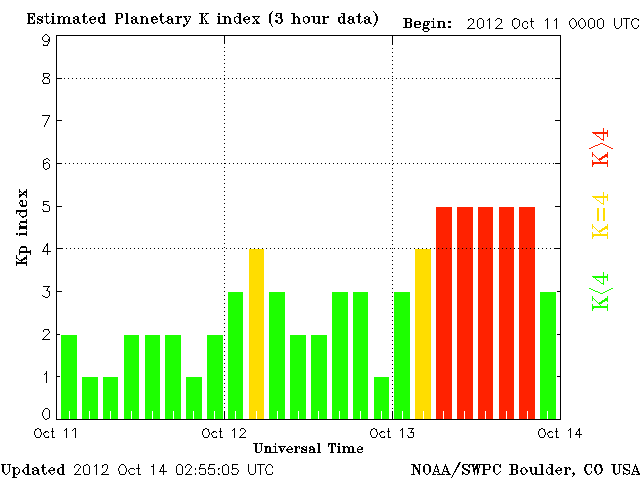 Estimated Planetary K index (3 hour data)
Begin: 2012 Oct 11 0000 UTC
9
8
7
6
5
4
3
2
1
0
Kp index
K>4
K=4
K<4
Oct 11
Oct 12
Oct 13
Oct 14
Universal Time
Updated 2012 Oct 14 02:55:05 UTC
NOAA/SWPC Boulder, CO USA